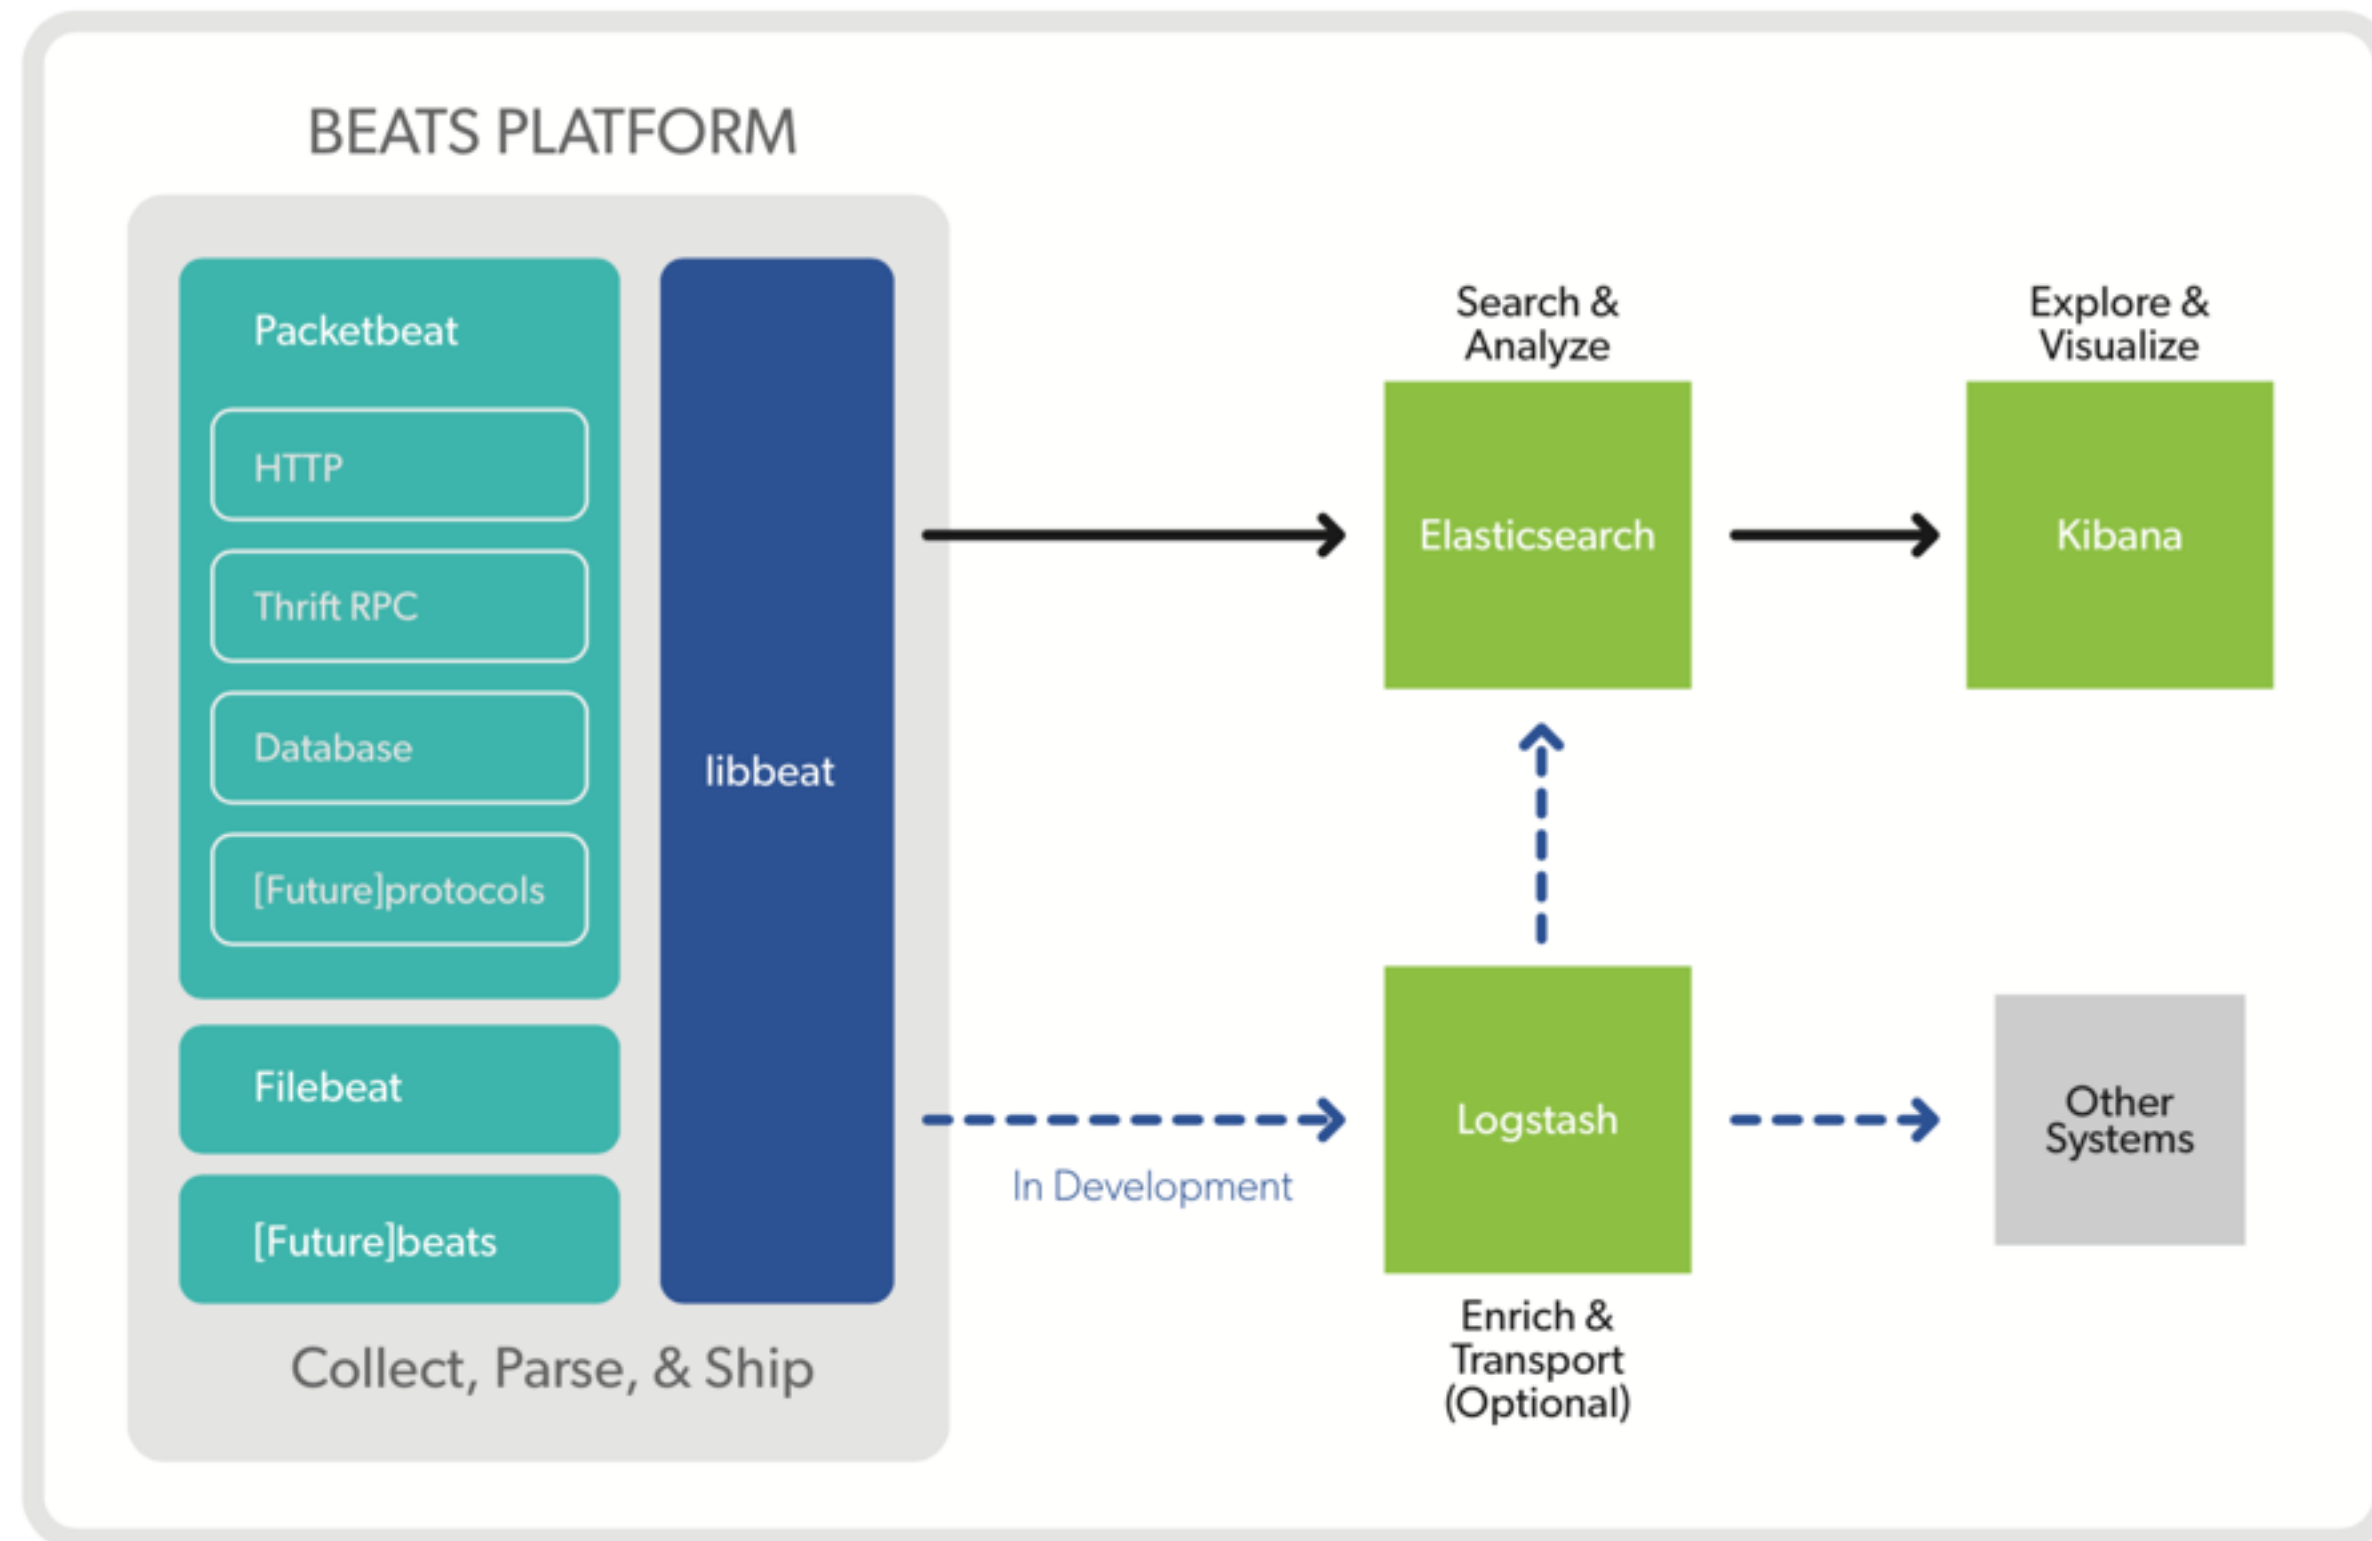 BEATS PLATFORM
Packetbeat
HTTP
Thrift RPC
Database
[Future]protocols
Filebeat
[Future]beats
libbeat
Collect, Parse, & Ship
Search &
Analyze
Elasticsearch
Explore &
Visualize
Kibana
In Development
Logstash
Enrich &
Transport
(Optional)
Other
Systems